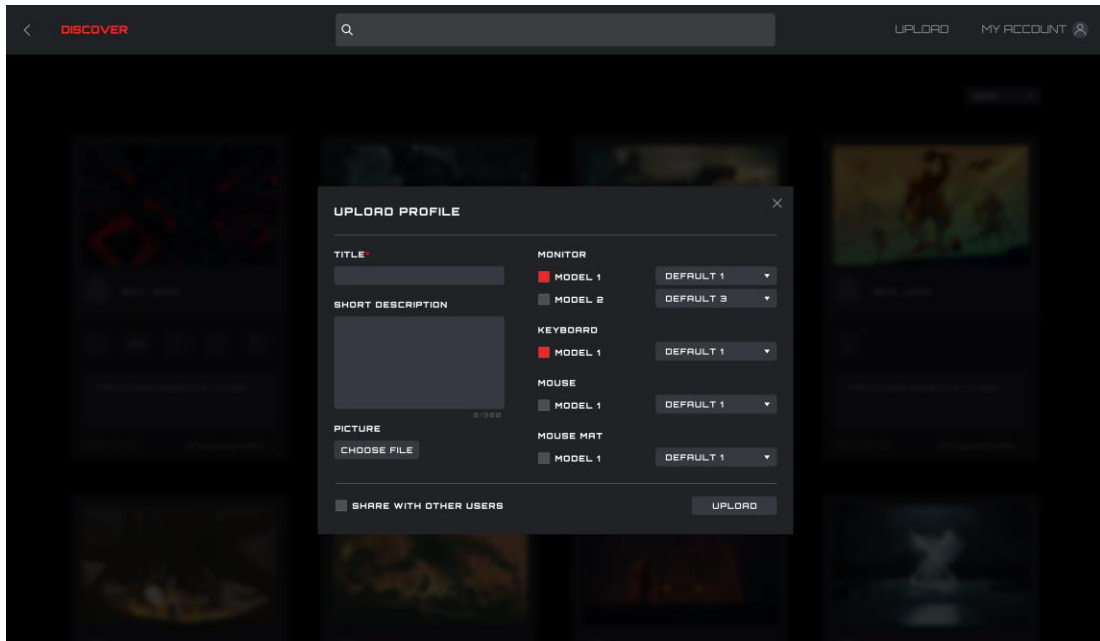 DISCOVER
UPLOAD
MY ACCOUNT
UPLOAD PROFILE
TITLE*
SHORT DESCRIPTION
0/300
PICTURE
CHOOSE FILE
MONITOR
MODEL 1 DEFAULT 1
MODEL 2 DEFAULT 3
KEYBOARD
MODEL 1 DEFAULT 1
MOUSE
MODEL 1 DEFAULT 1
MOUSE MAT
MODEL 1 DEFAULT 1
SHARE WITH OTHER USERS
UPLOAD